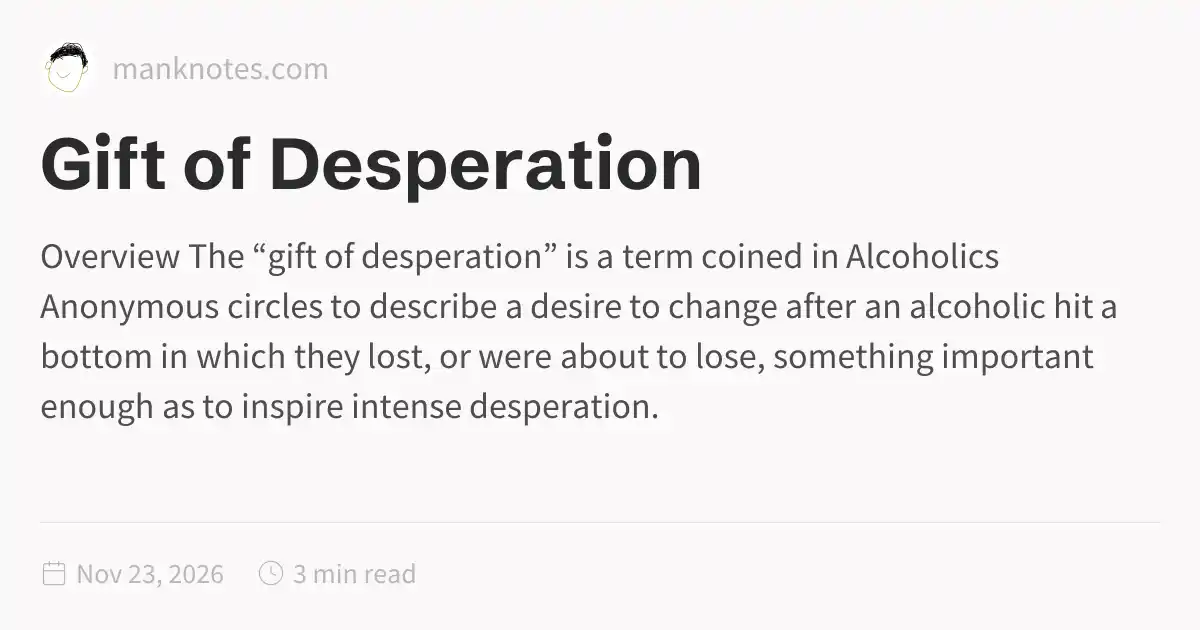 manknotes.com
Gift of Desperation
Overview The “gift of desperation” is a term coined in Alcoholics
Anonymous circles to describe a desire to change after an alcoholic hit a
bottom in which they lost, or were about to lose, something important
enough as to inspire intense desperation.
Nov 23, 2026 3 min read